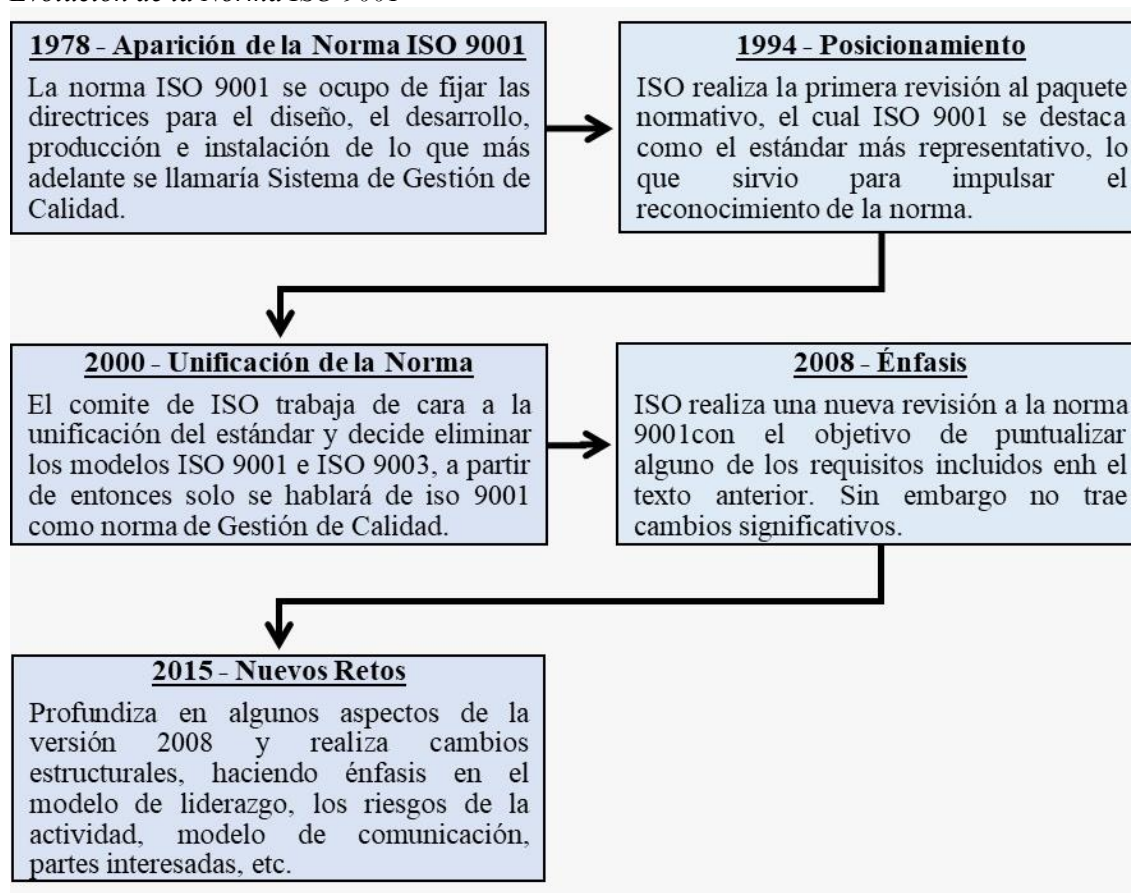 Evolución de la Norma ISO 9001
1978 - Aparición de la Norma ISO 9001
La norma ISO 9001 se ocupo de fijar las
directrices para el diseño, el desarrollo,
producción e instalación de lo que más
adelante se llamaría Sistema de Gestión de
Calidad.
1994 - Posicionamiento
ISO realiza la primera revisión al paquete
normativo, el cual ISO 9001 se destaca
como el estándar más representativo, lo
que sirvio para impulsar el
reconocimiento de la norma.
2000 - Unificación de la Norma
El comite de ISO trabaja de cara a la
unificación del estándar y decide eliminar
los modelos ISO 9001 e ISO 9003, a partir
de entonces solo se hablará de iso 9001
como norma de Gestión de Calidad.
2008 - Énfasis
ISO realiza una nueva revisión a la norma
9001con el objetivo de puntualizar
alguno de los requisitos incluidos enh el
texto anterior. Sin embargo no trae
cambios significativos.
2015 - Nuevos Retos
Profundiza en algunos aspectos de la
versión 2008 y realiza cambios
estructurales, haciendo énfasis en el
modelo de liderazgo, los riesgos de la
actividad, modelo de comunicación,
partes interesadas, etc.